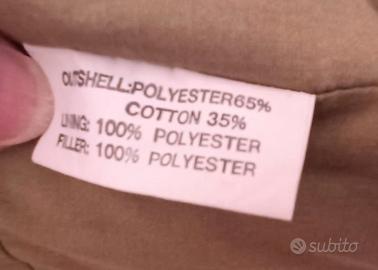 OUTSHELL:POLYESTER65%
COTTON 35%
LINING: 100% POLYESTER
FILLER: 100% POLYESTER
subito